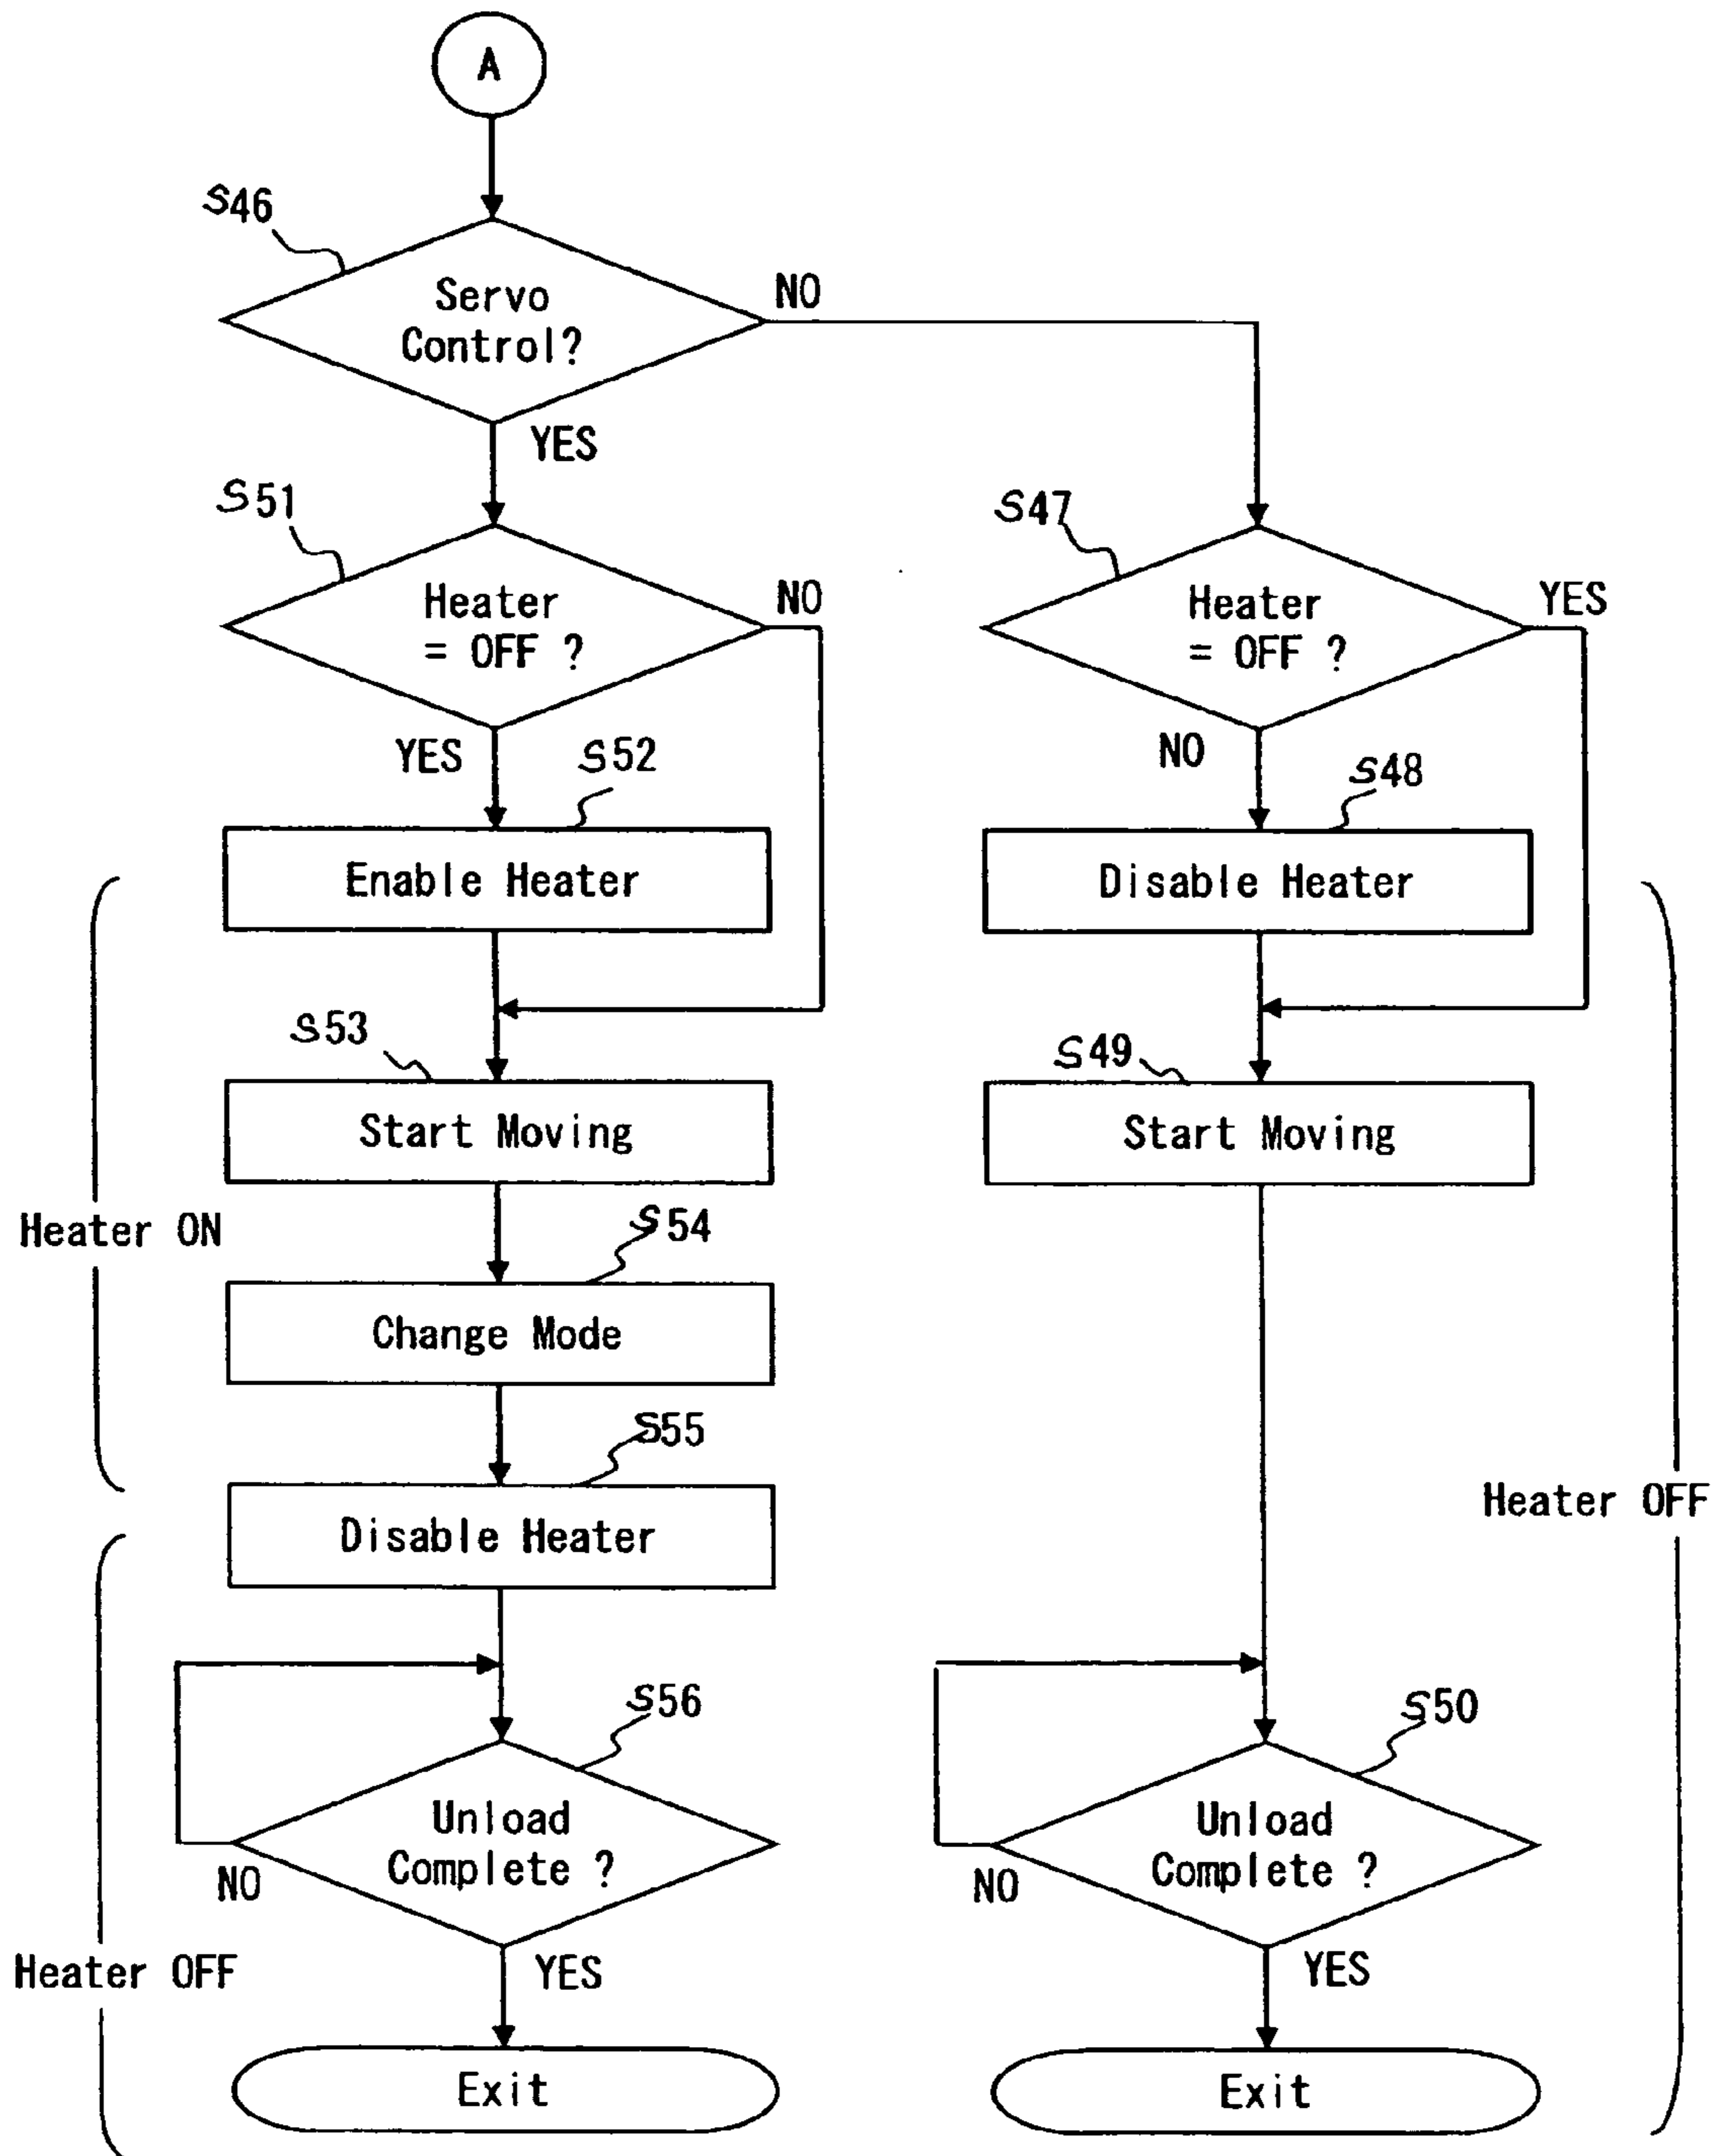 A
S46
Servo
Control?
NO
YES
S51
Heater
= OFF ?
NO
YES
S47
Heater
= OFF ?
YES
NO
S52
Enable Heater
S48
Disable Heater
S53
Start Moving
S49
Start Moving
Heater ON
S54
Change Mode
S55
Disable Heater
Heater OFF
S56
Unload
Complete ?
NO
YES
S50
Unload
Complete ?
NO
YES
Heater OFF
Exit
Exit